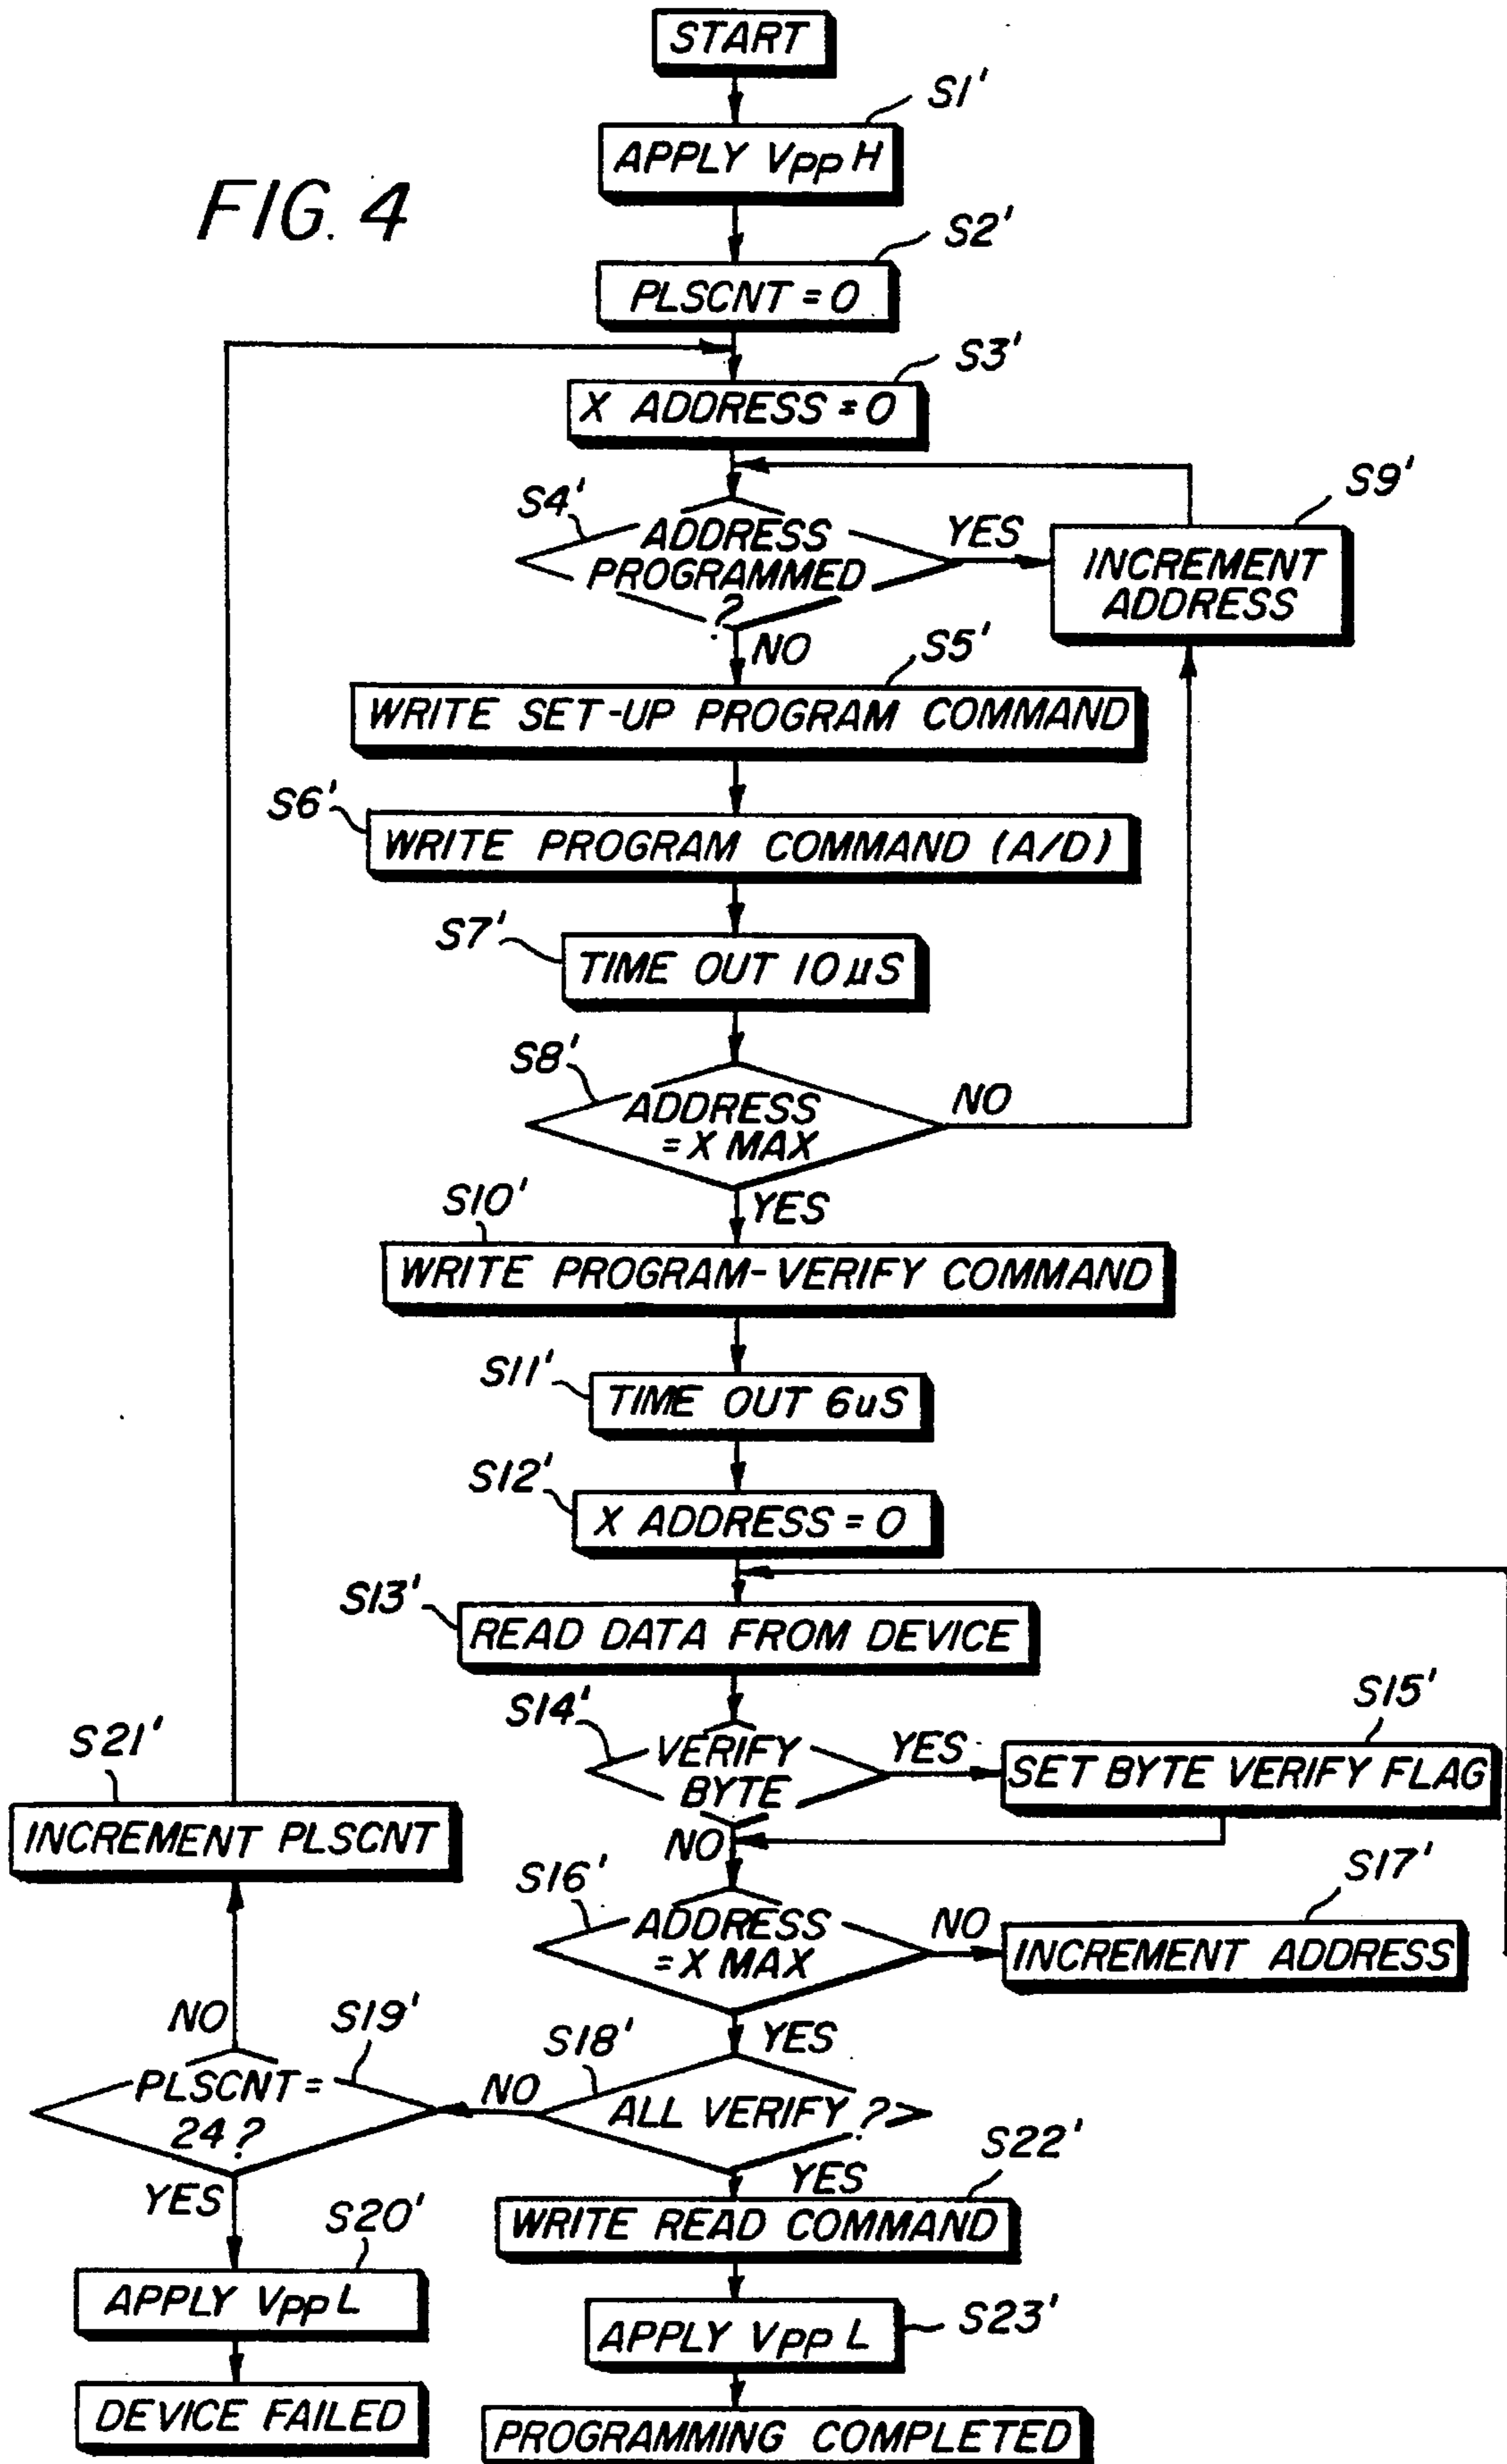 START
S1'
APPLY VPP H
FIG. 4
S2'
PLSCNT = 0
S3'
X ADDRESS = 0
S4'
ADDRESS
PROGRAMMED
?
YES
S9'
INCREMENT
ADDRESS
NO
S5'
WRITE SET-UP PROGRAM COMMAND
S6'
WRITE PROGRAM COMMAND (A/D)
S7'
TIME OUT 10 µS
S8'
ADDRESS
= X MAX
NO
YES
S10'
WRITE PROGRAM-VERIFY COMMAND
S11'
TIME OUT 6uS
S12'
X ADDRESS = 0
S13'
READ DATA FROM DEVICE
S14'
VERIFY
BYTE
YES
S15'
SET BYTE VERIFY FLAG
NO
S16'
ADDRESS
= X MAX
NO
S17'
INCREMENT ADDRESS
YES
S18'
ALL VERIFY ?
NO
S19'
PLSCNT =
24 ?
NO
S21'
INCREMENT PLSCNT
YES
S20'
APPLY VPP L
DEVICE FAILED
YES
S22'
WRITE READ COMMAND
S23'
APPLY VPP L
PROGRAMMING COMPLETED